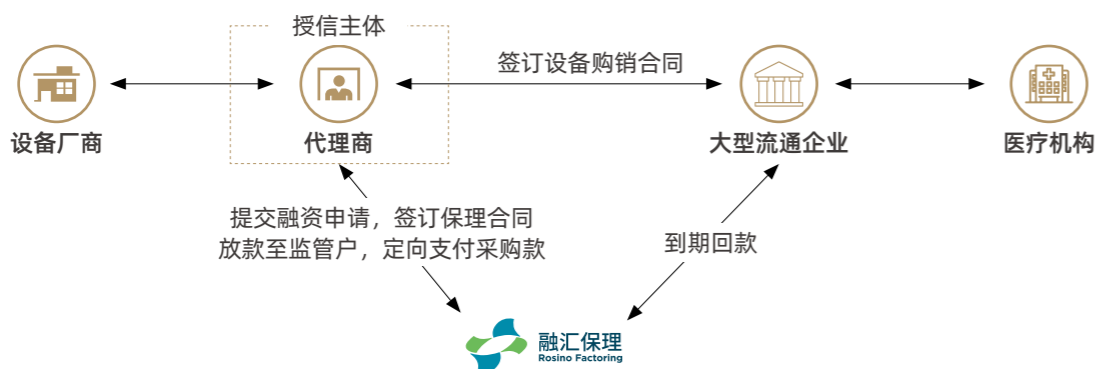 授信主体
签订设备购销合同
设备厂商
代理商
大型流通企业
医疗机构
提交融资申请，签订保理合同
放款至监管户，定向支付采购款
到期回款
融汇保理
Rosino Factoring